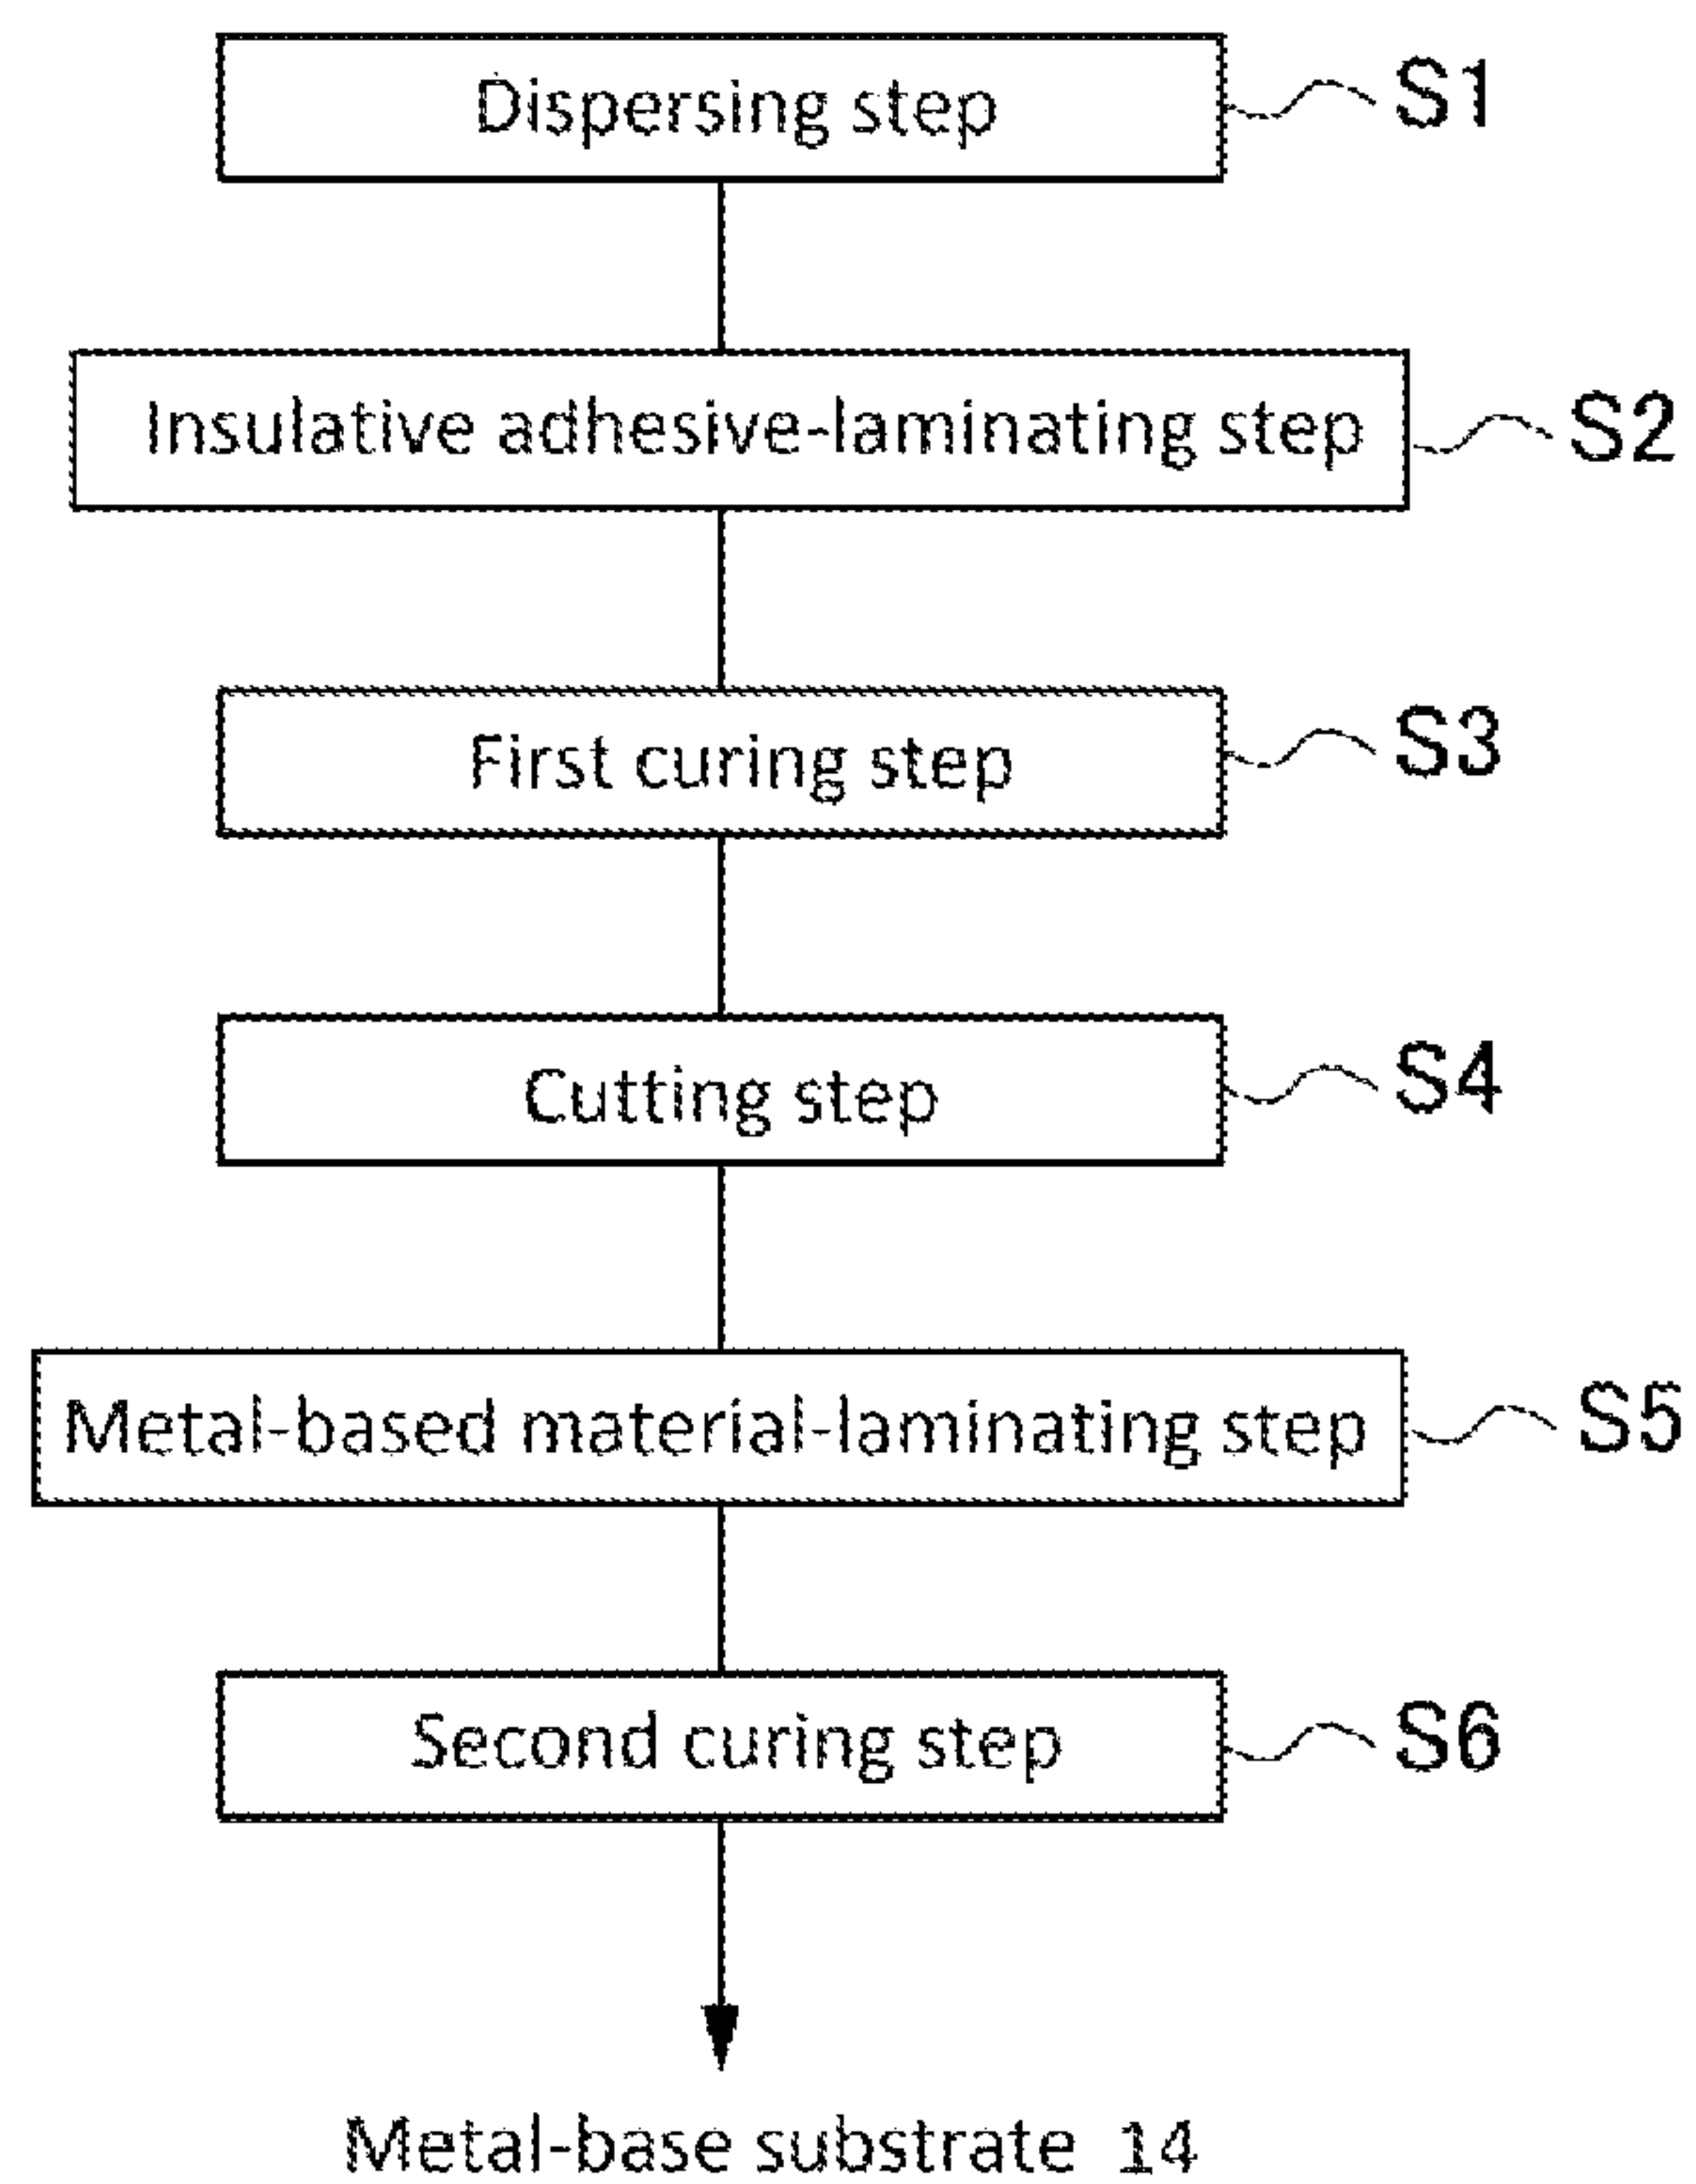 Dispersing step S1
Insulative adhesive-laminating step S2
First curing step S3
Cutting step S4
Metal-based material-laminating step S5
Second curing step S6
Metal-base substrate 14